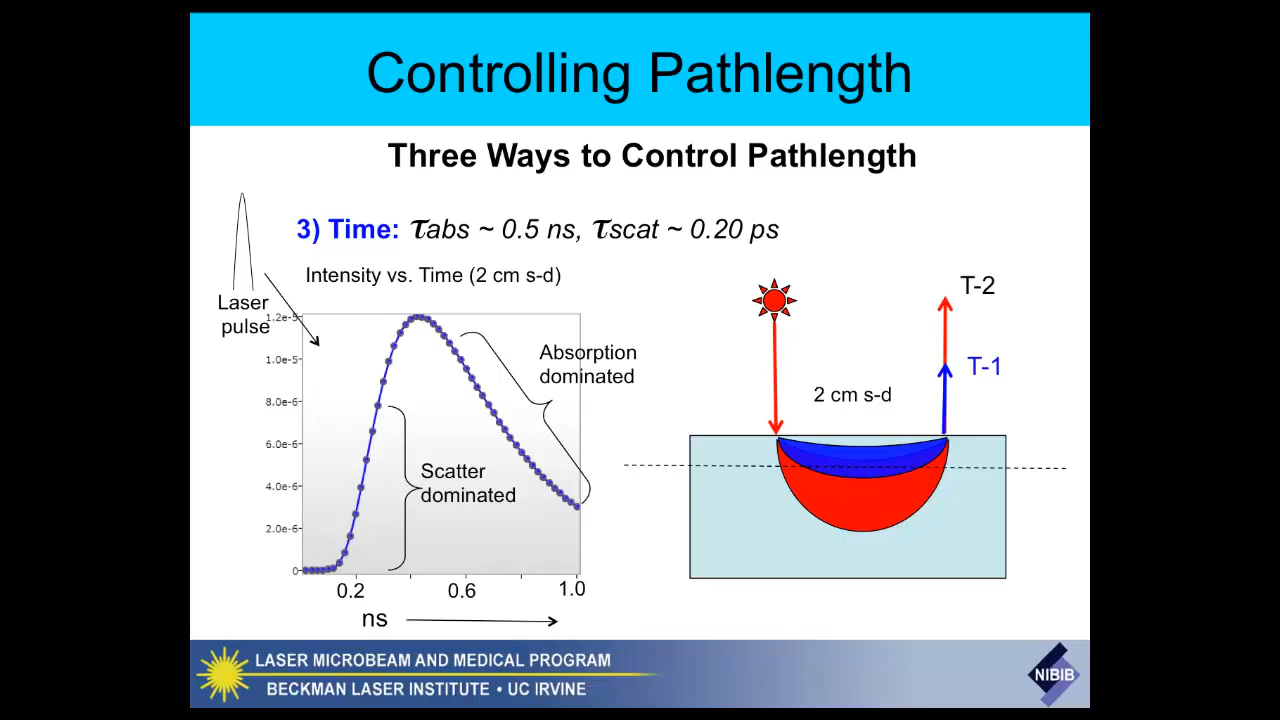 Controlling Pathlength
Three Ways to Control Pathlength
3) Time: τabs ~ 0.5 ns, τscat ~ 0.20 ps
Intensity vs. Time (2 cm s-d)
Laser
pulse
1.2e-5
1.0e-5
8.0e-6
6.0e-6
4.0e-6
2.0e-6
0
0.2
0.6
1.0
ns
Absorption
dominated
Scatter
dominated
T-2
T-1
2 cm s-d
LASER MICROBEAM AND MEDICAL PROGRAM
BECKMAN LASER INSTITUTE • UC IRVINE
NIBIB